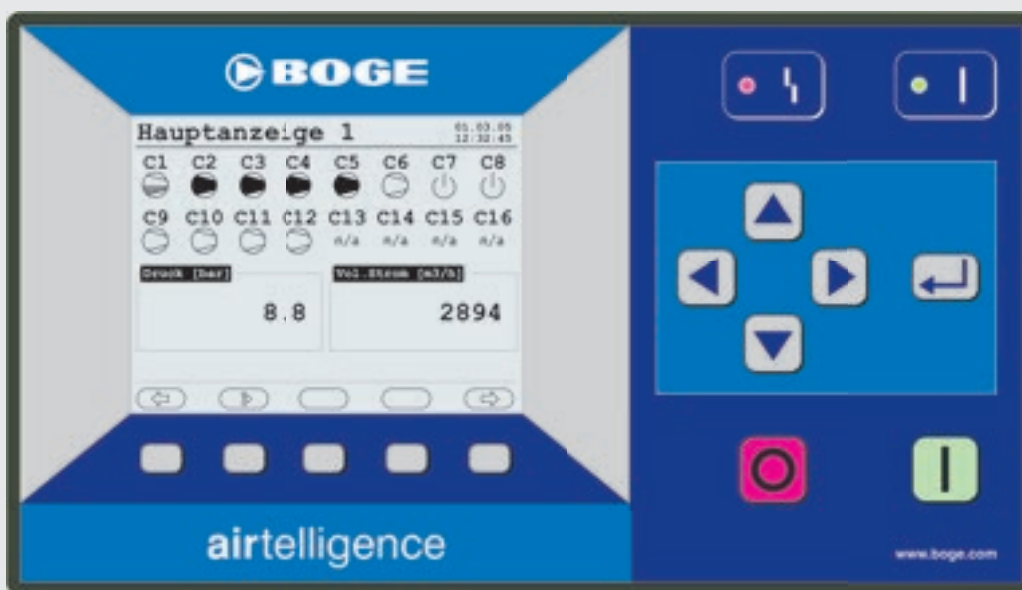 BOGE
Hauptanzeige 1
01.03.05
12:32:45
C1 C2 C3 C4 C5 C6 C7 C8
C9 C10 C11 C12 C13 C14 C15 C16
n/a n/a n/a n/a
Druck [bar] Vol.Strom [m3/h]
8.8 2894
airtelligence
www.boge.com